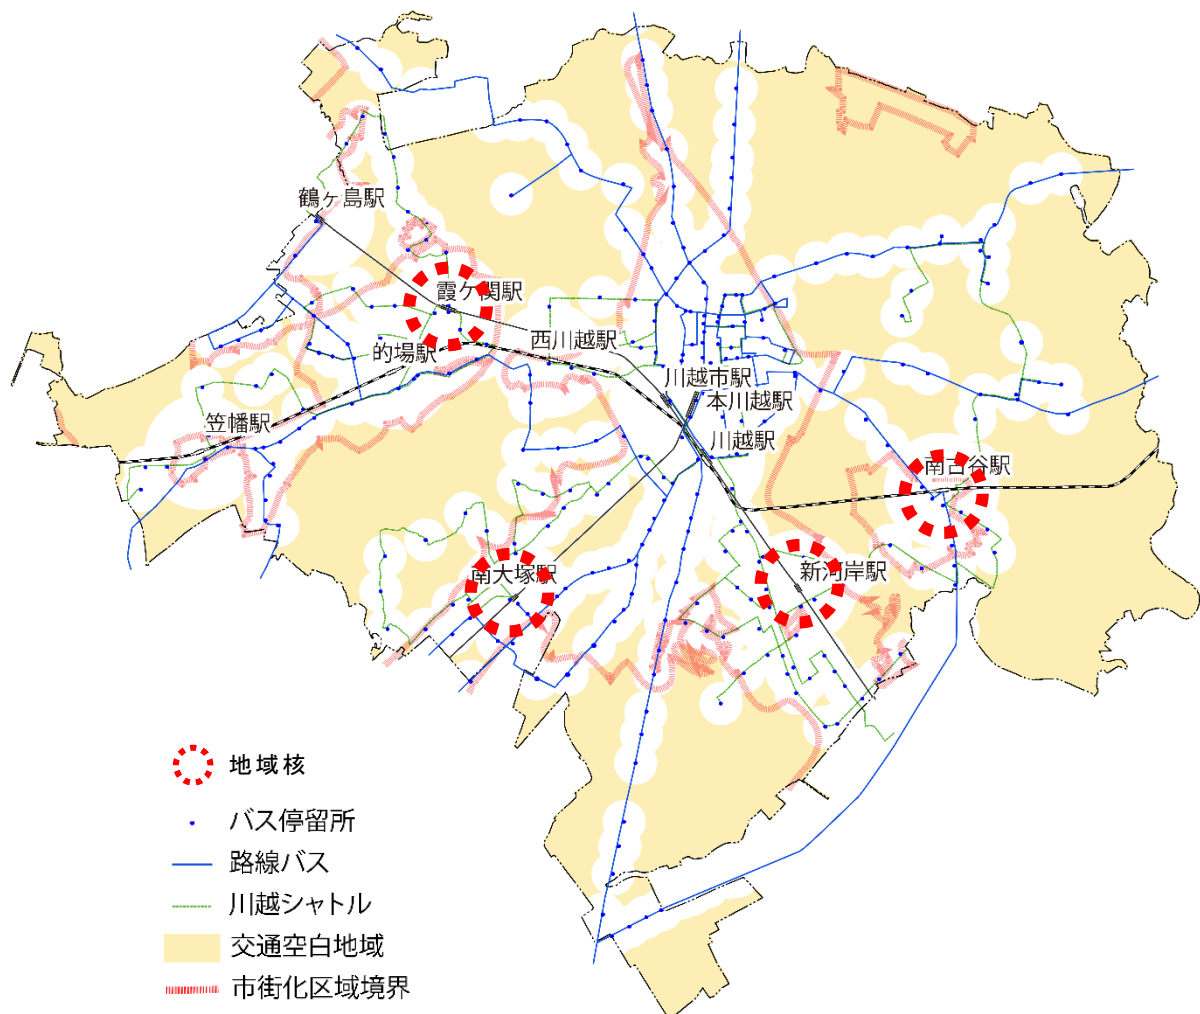 鶴ヶ島駅
霞ケ関駅
的場駅
西川越駅
川越市駅
本川越駅
笠幡駅
川越駅
南古谷駅
南大塚駅
新河岸駅
地域核
バス停留所
路線バス
川越シャトル
交通空白地域
市街化区域境界